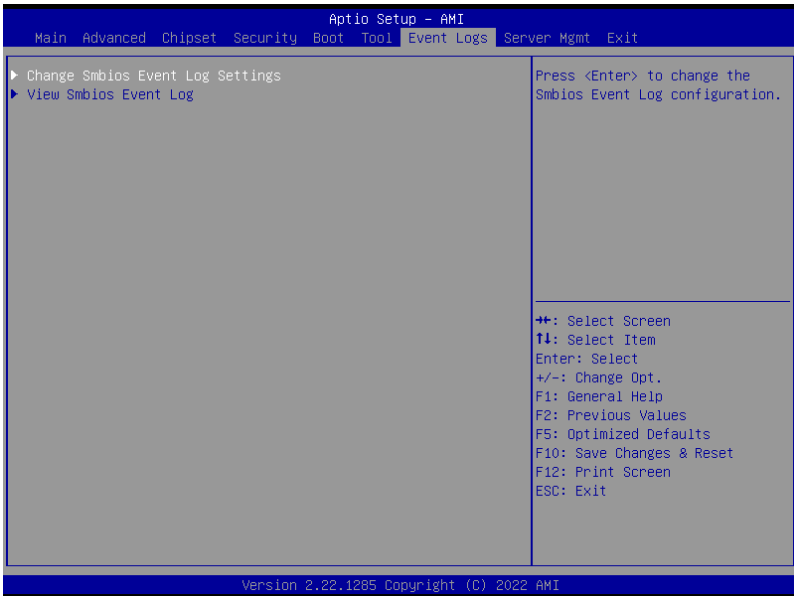 Aptio Setup – AMI
Main Advanced Chipset Security Boot Tool Event Logs Server Mgmt Exit
Change Smbios Event Log Settings
View Smbios Event Log
Press <Enter> to change the
Smbios Event Log configuration.
→←: Select Screen
↑↓: Select Item
Enter: Select
+/-: Change Opt.
F1: General Help
F2: Previous Values
F5: Optimized Defaults
F10: Save Changes & Reset
F12: Print Screen
ESC: Exit
Version 2.22.1285 Copyright (C) 2022 AMI